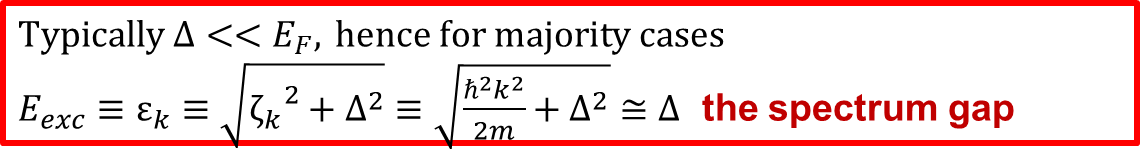 Typically Δ << E_F, hence for majority cases
E_exc ≡ ε_k ≡ √(ζ_k² + Δ²) ≡ √(ħ²k²/2m + Δ²) ≅ Δ the spectrum gap